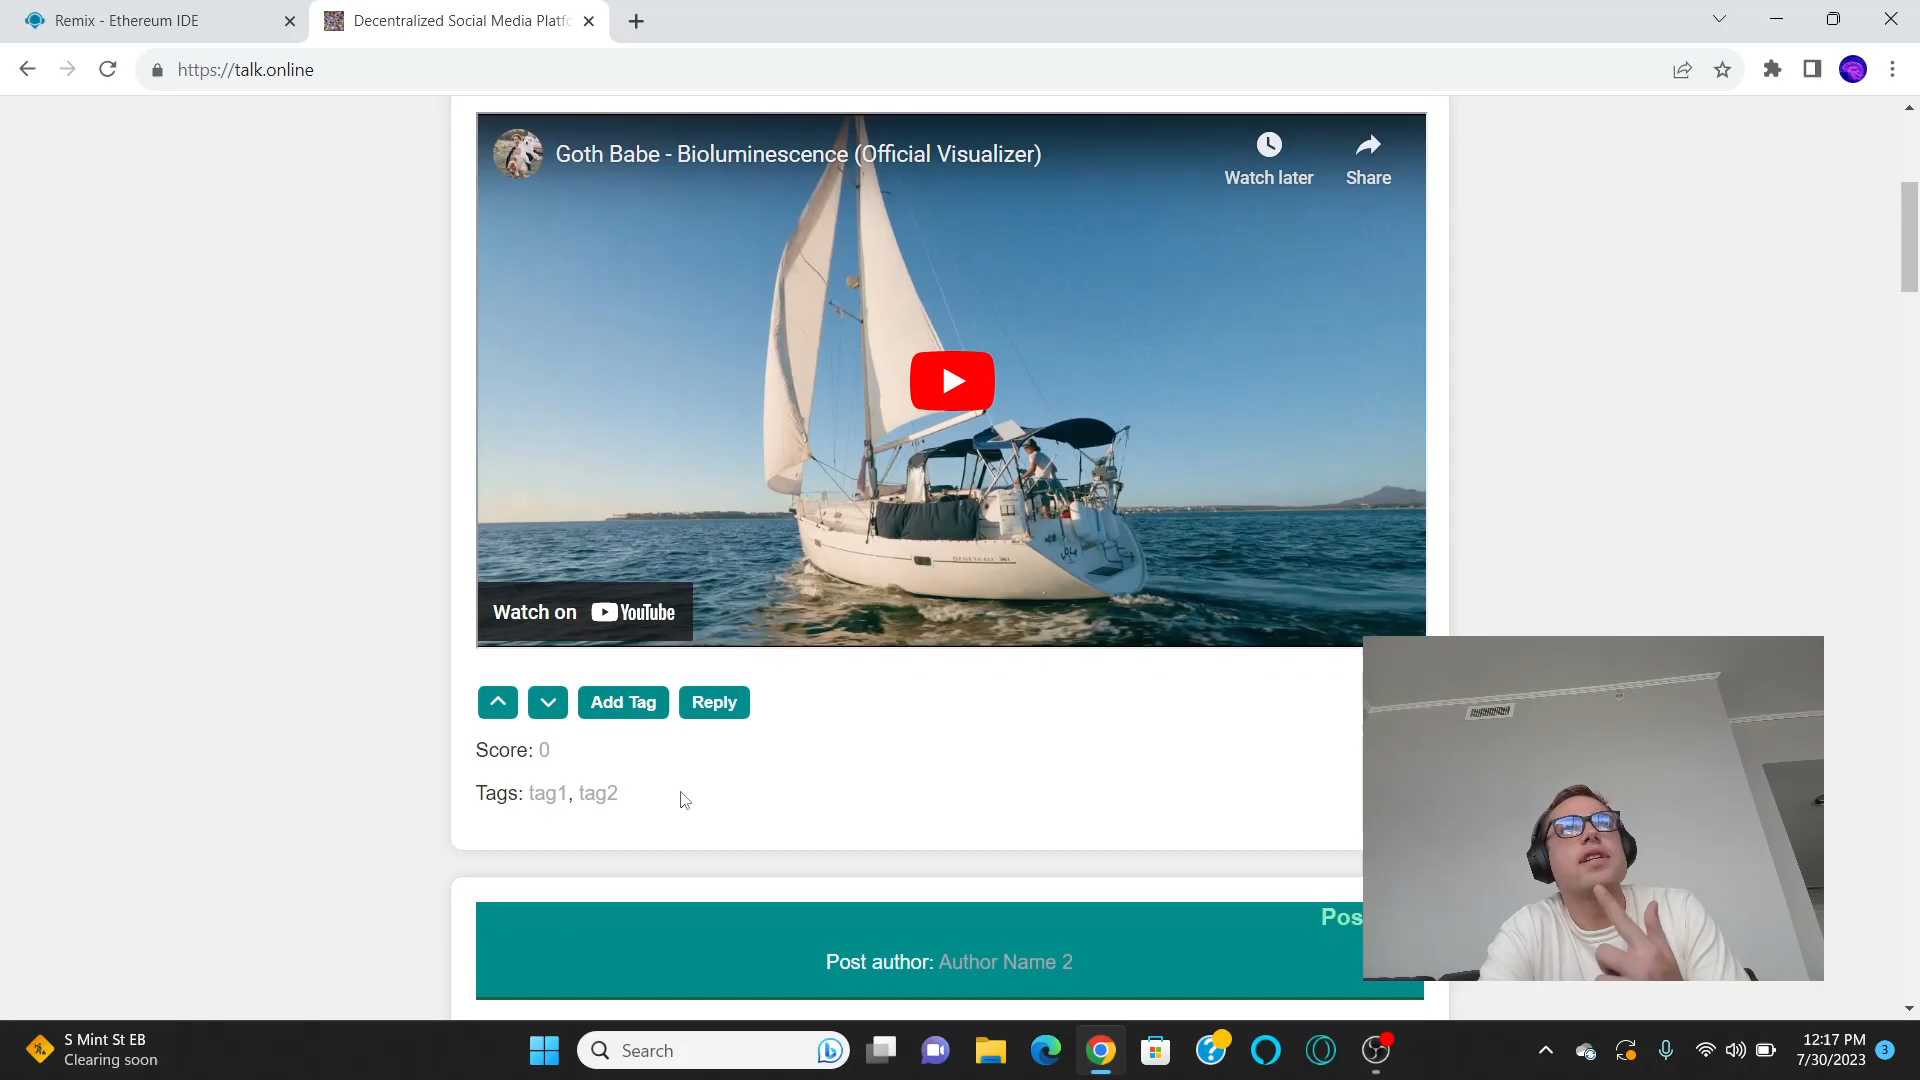 Remix - Ethereum IDE
Decentralized Social Media Platfo
https://talk.online
Goth Babe - Bioluminescence (Official Visualizer)
Watch later
Share
Watch on YouTube
Add Tag
Reply
Score: 0
Tags: tag1, tag2
Pos
Post author: Author Name 2
S Mint St EB
Clearing soon
Search
12:17 PM
7/30/2023
3